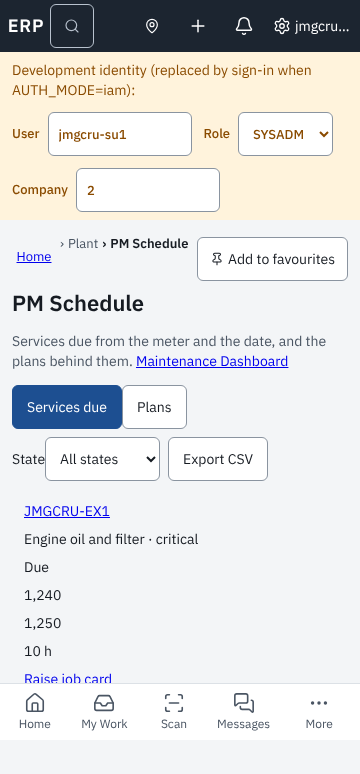 ERP
jmgcru...
Development identity (replaced by sign-in when
AUTH_MODE=iam):
User jmgcru-su1 Role SYSADM
Company 2
Home › Plant › PM Schedule
Add to favourites
PM Schedule
Services due from the meter and the date, and the
plans behind them. Maintenance Dashboard
Services due Plans
State All states Export CSV
JMGCRU-EX1
Engine oil and filter · critical
Due
1,240
1,250
10 h
Raise job card
Home My Work Scan Messages More